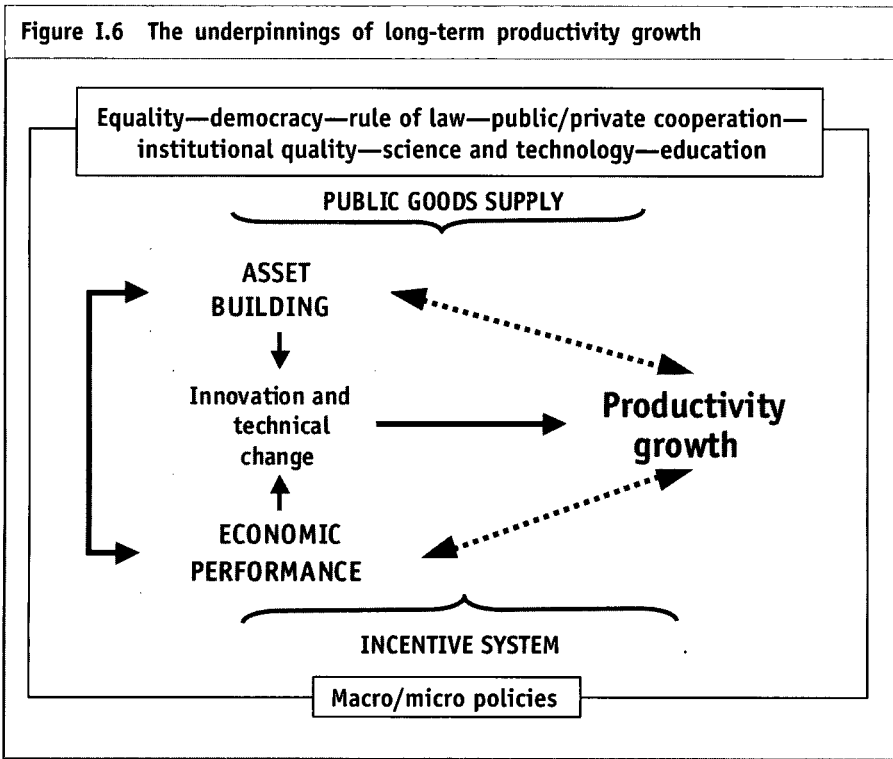 Figure I.6 The underpinnings of long-term productivity growth
Equality—democracy—rule of law—public/private cooperation—
institutional quality—science and technology—education
PUBLIC GOODS SUPPLY
ASSET
BUILDING
Innovation and
technical
change
Productivity
growth
ECONOMIC
PERFORMANCE
INCENTIVE SYSTEM
Macro/micro policies